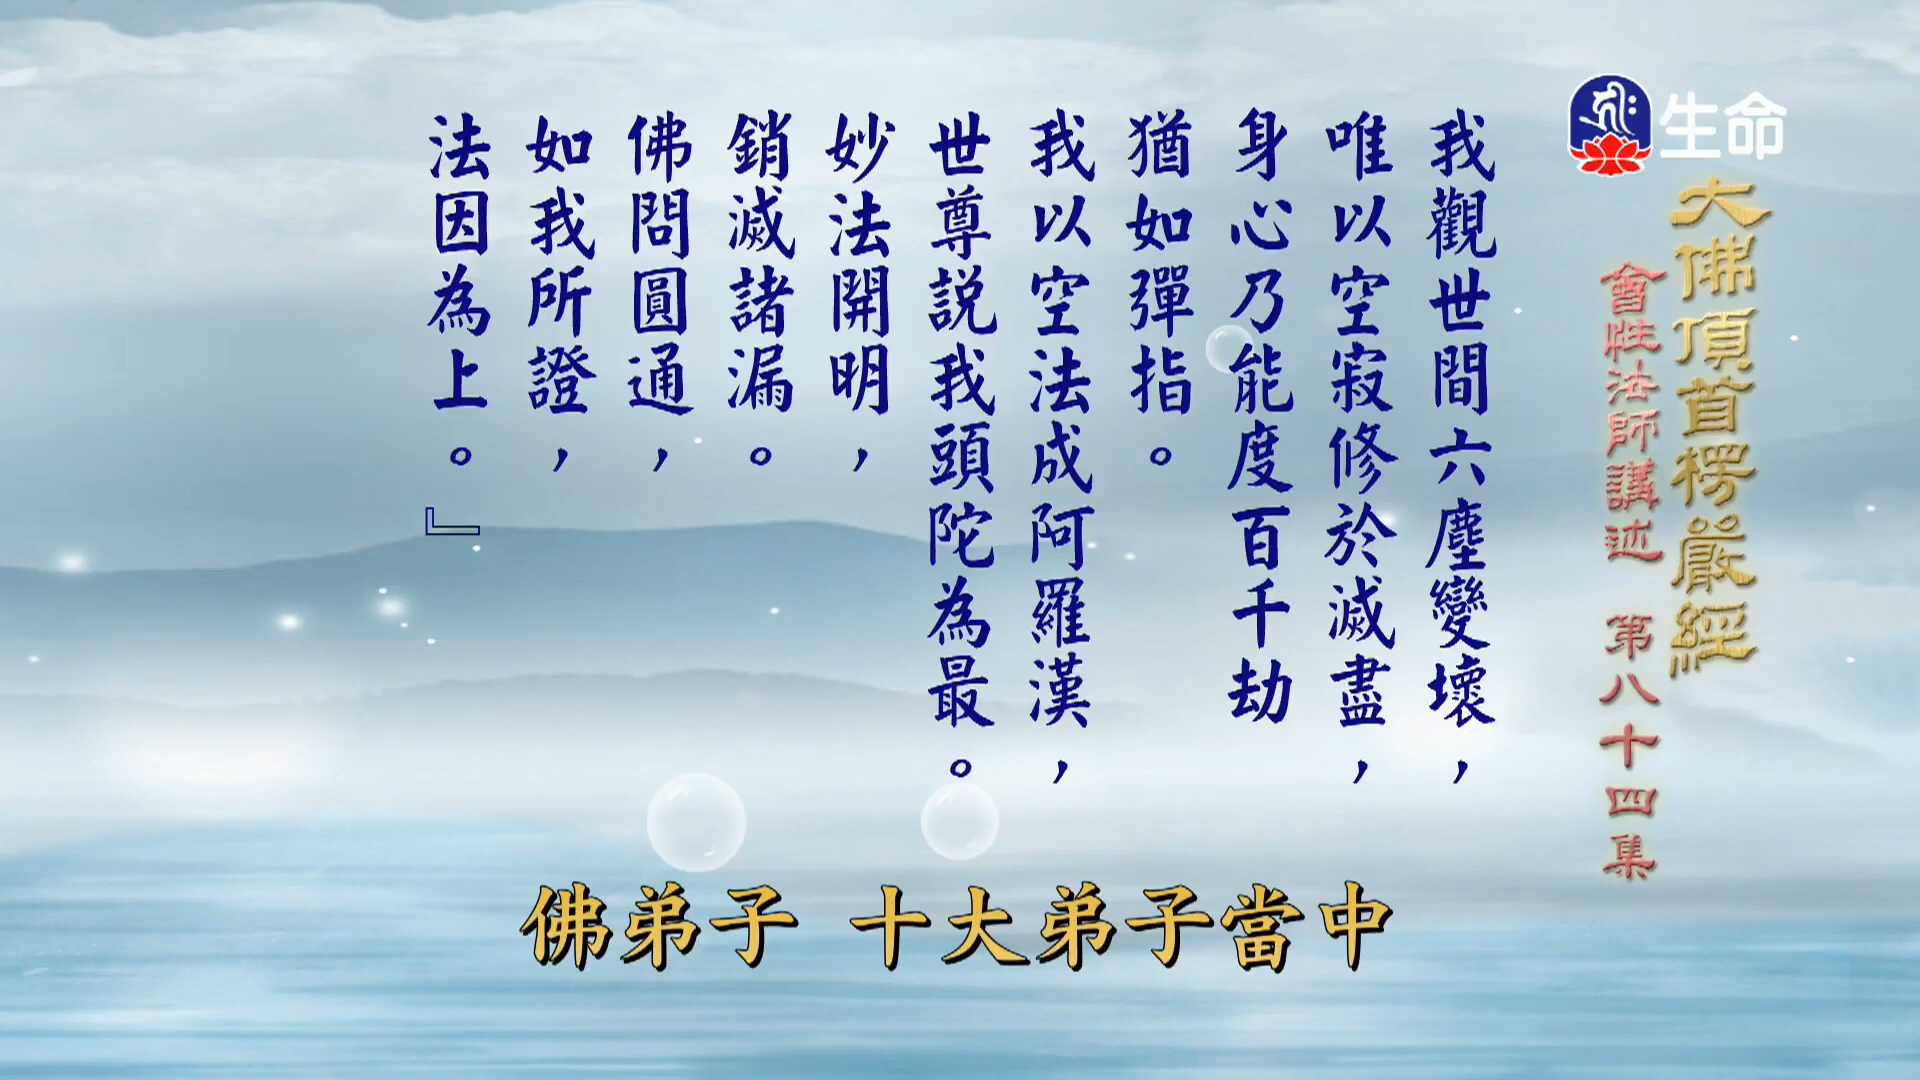 生命
大佛頂首楞嚴經
會性法師講述 第八十四集
我觀世間六塵變壞，
唯以空寂修於滅盡，
身心乃能度百千劫
猶如彈指。
我以空法成阿羅漢，
世尊說我頭陀為最。
妙法開明，
銷滅諸漏。
佛問圓通，
如我所證，
法因為上。』
佛弟子 十大弟子當中